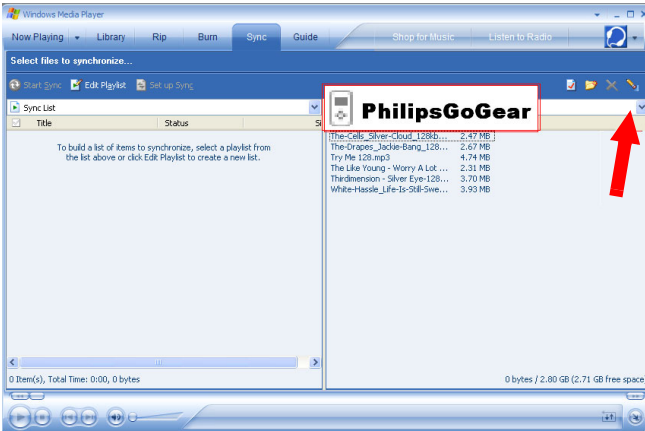 Windows Media Player
Now Playing Library Rip Burn Sync Guide Shop for Music Listen to Radio
Select files to synchronize...
Start Sync Edit Playlist Set up Sync
PhilipsGoGear
Sync List
Title Status Si
To build a list of items to synchronize, select a playlist from
the list above or click Edit Playlist to create a new list.
The-Cells_Silver-Cloud_128kb... 2.47 MB
The-Drapes_Jackie-Bang_128... 2.67 MB
Try Me 128.mp3 4.74 MB
The Like Young - Worry A Lot ... 2.31 MB
Thirdimension - Silver Eye-128... 3.70 MB
White-Hassle_Life-Is-Still-Swe... 3.93 MB
0 Item(s), Total Time: 0:00, 0 bytes
0 bytes / 2.80 GB (2.71 GB free space